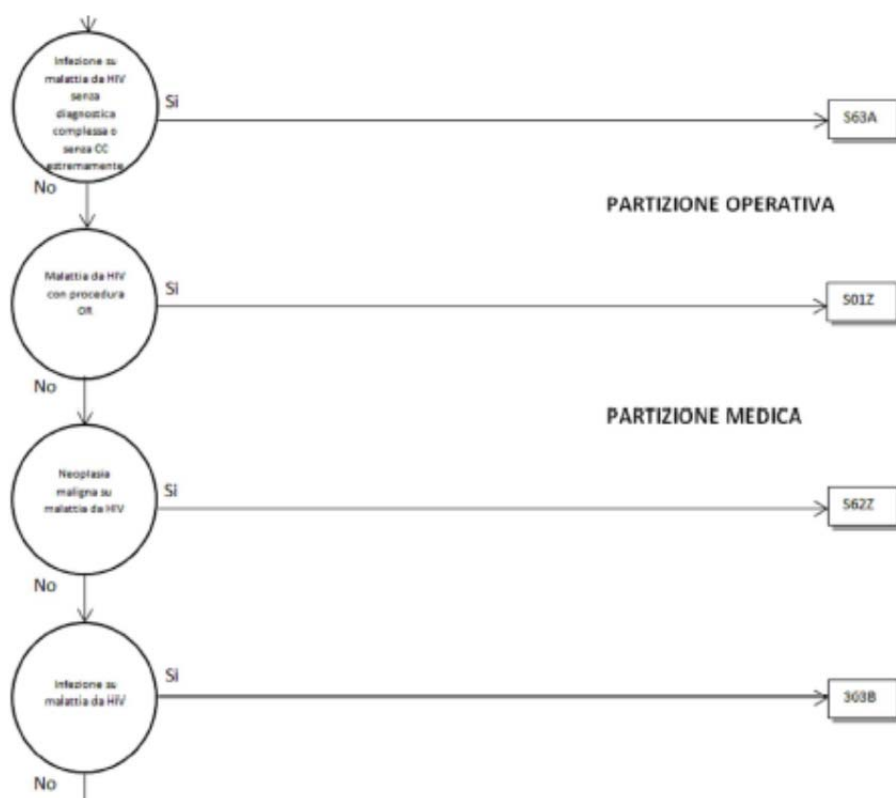 Infezione su
malattia da HIV
senza
diagnostica
complessa o
senza CC
estremamente
Si
S63A
No
PARTIZIONE OPERATIVA
Malattia da HIV
con procedura
OR
Si
S01Z
No
PARTIZIONE MEDICA
Neoplasia
maligna su
malattia da HIV
Si
S62Z
No
Infezione su
malattia da HIV
Si
303B
No